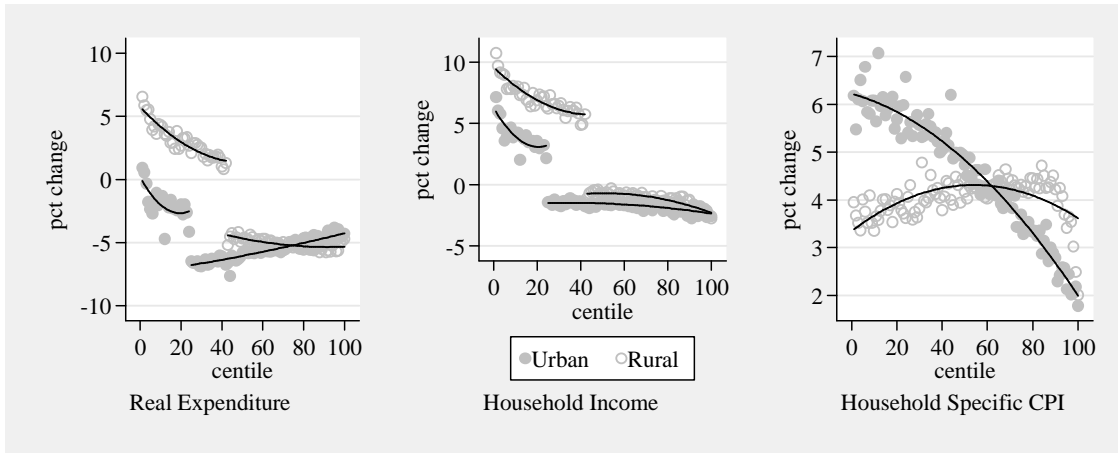 pct change
10
5
0
-5
-10
0 20 40 60 80 100
centile
Real Expenditure
pct change
10
5
0
-5
0 20 40 60 80 100
centile
Household Income
Urban Rural
pct change
7
6
5
4
3
2
0 20 40 60 80 100
centile
Household Specific CPI